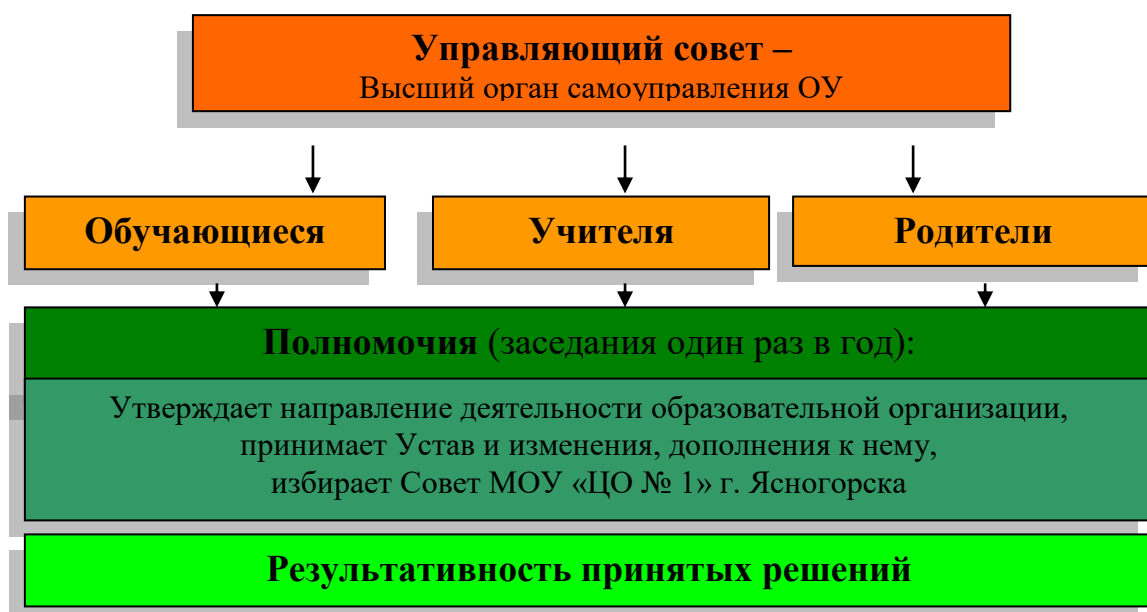 Управляющий совет –
Высший орган самоуправления ОУ
Обучающиеся
Учителя
Родители
Полномочия (заседания один раз в год):
Утверждает направление деятельности образовательной организации,
принимает Устав и изменения, дополнения к нему,
избирает Совет МОУ «ЦО № 1» г. Ясногорска
Результативность принятых решений